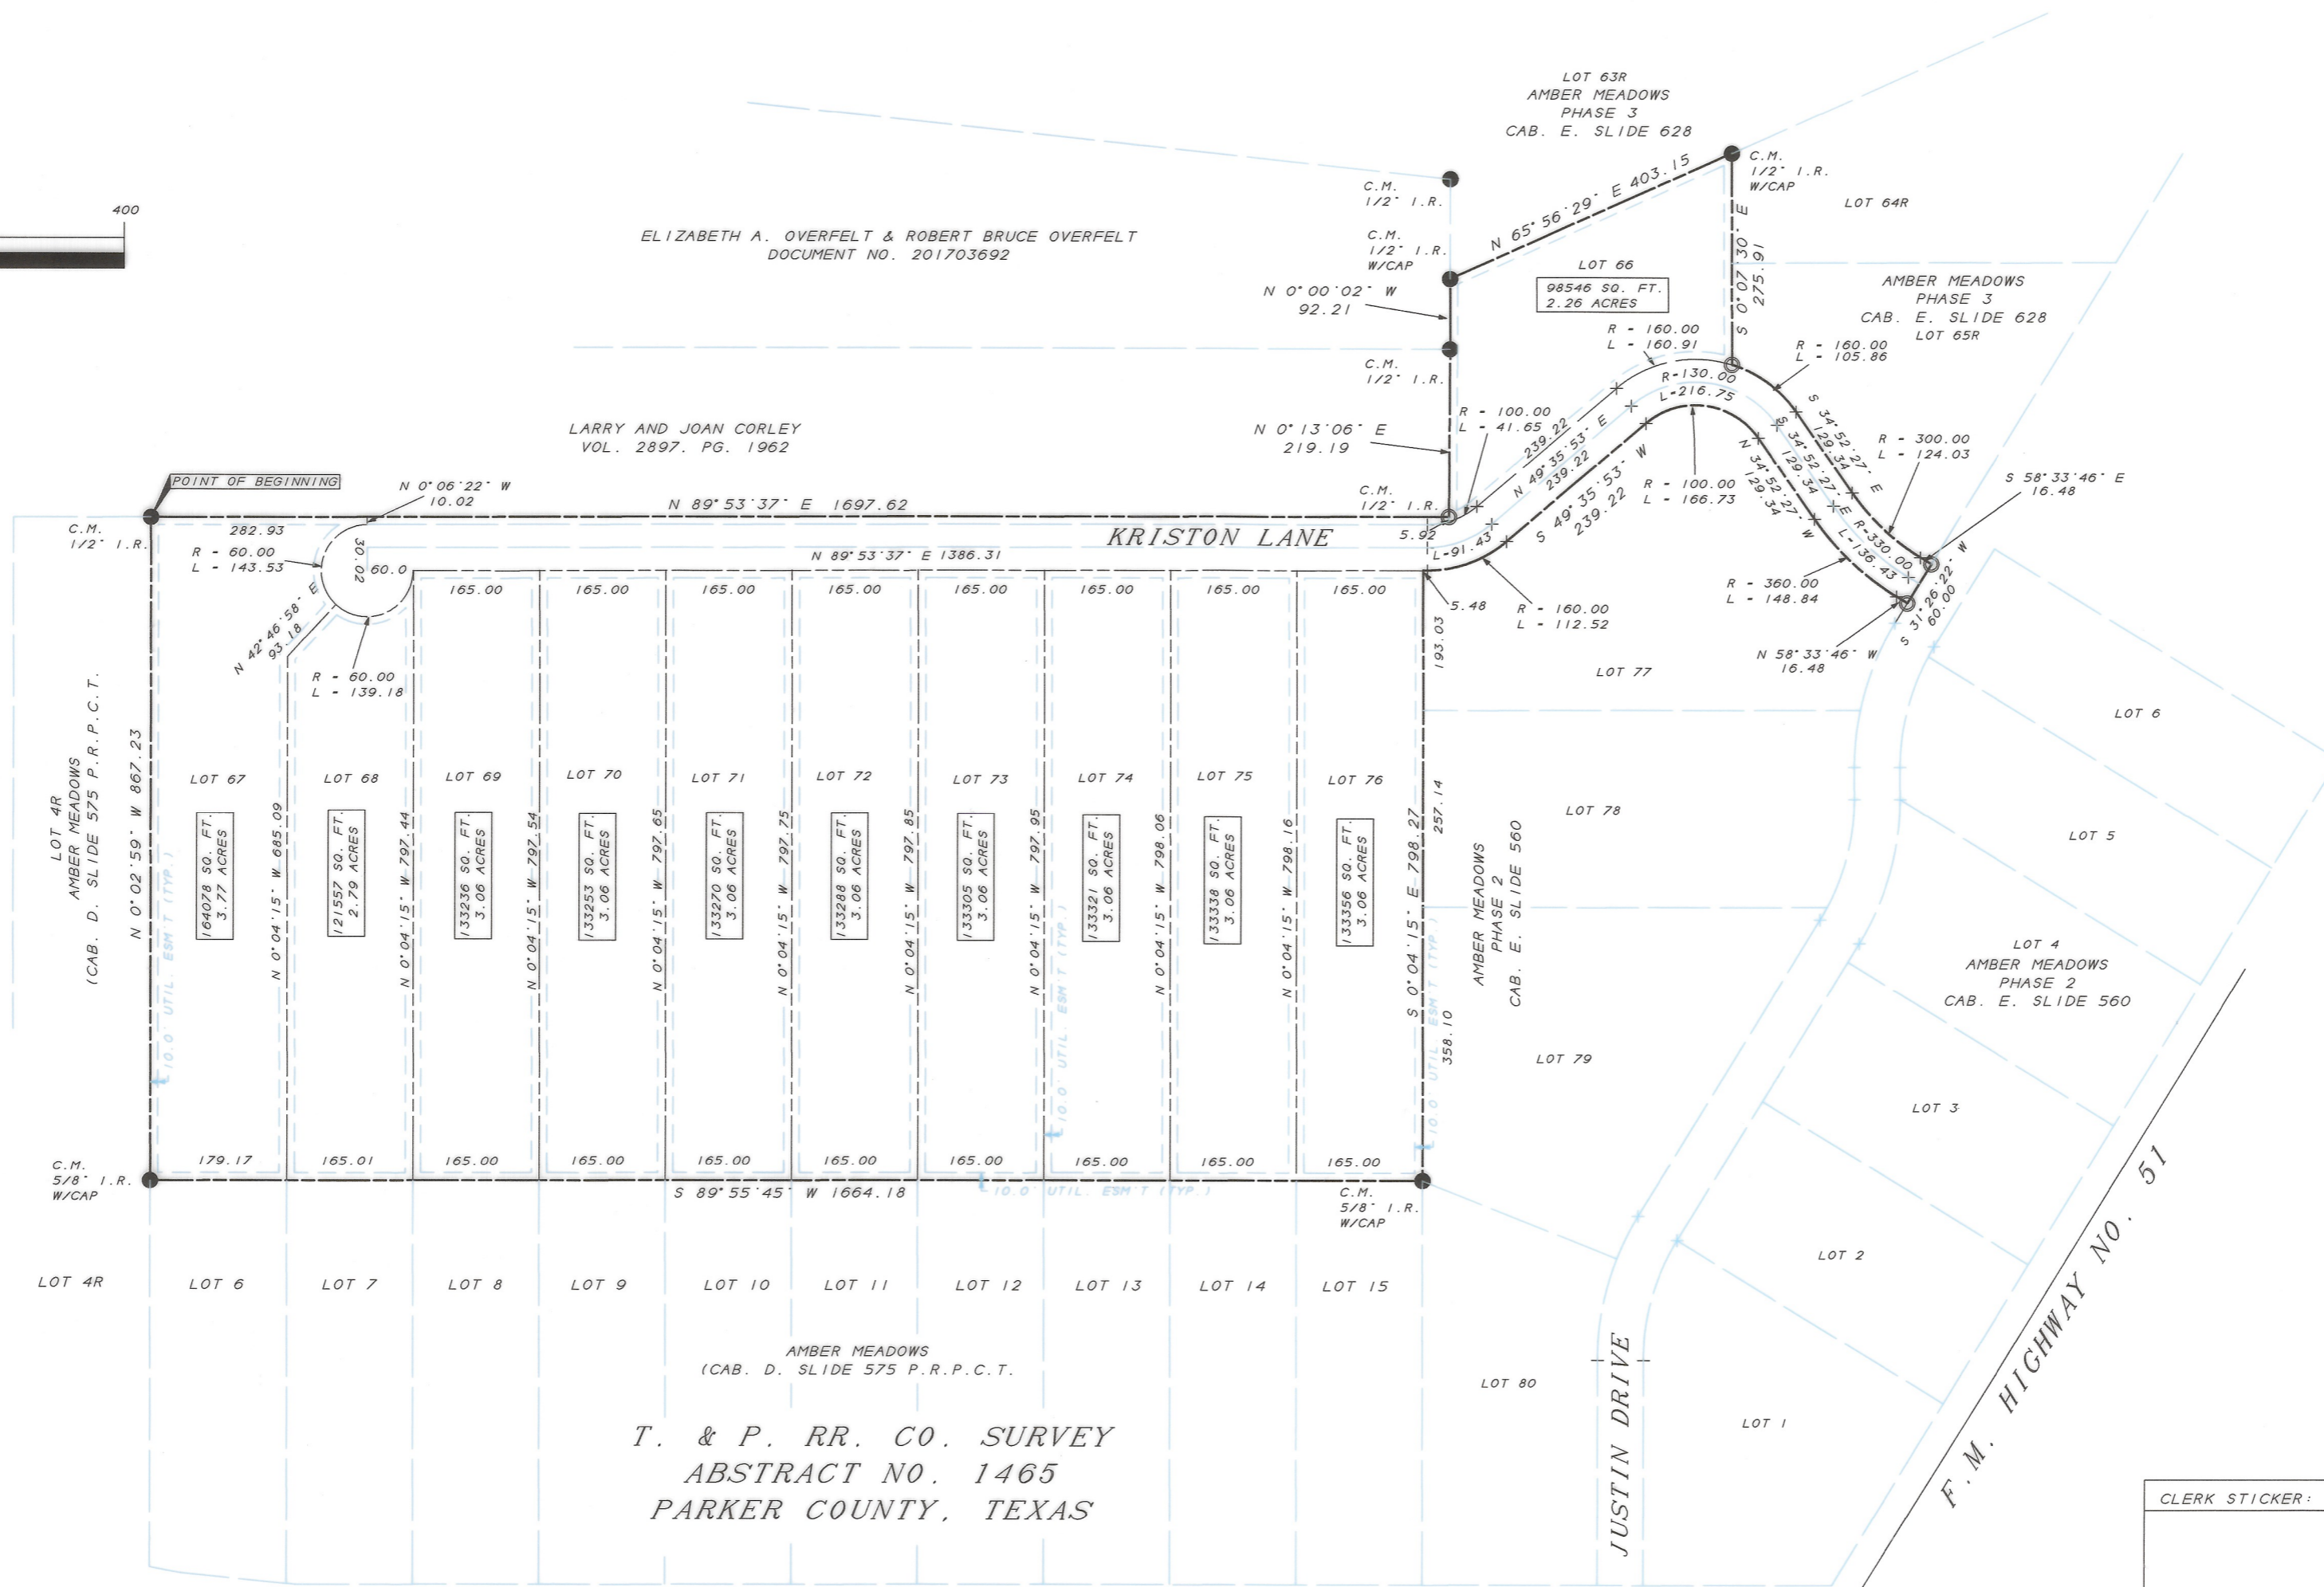 400
LOT 63R
AMBER MEADOWS
PHASE 3
CAB. E. SLIDE 628
C.M.
1/2" I.R.
W/CAP
LOT 64R
C.M.
1/2" I.R.
N 65°56'29" E 403.15
S 0°07'30" E
275.91
ELIZABETH A. OVERFELT & ROBERT BRUCE OVERFELT
DOCUMENT NO. 201703692
C.M.
1/2" I.R.
W/CAP
N 0°00'02" W
92.21
LOT 66
98546 SQ. FT.
2.26 ACRES
AMBER MEADOWS
PHASE 3
CAB. E. SLIDE 628
LOT 65R
R - 160.00
L - 160.91
R - 160.00
L - 105.86
C.M.
1/2" I.R.
R-130.00
L-216.75
LARRY AND JOAN CORLEY
VOL. 2897. PG. 1962
N 0°13'06" E
219.19
R - 100.00
L - 41.65
239.22
N 49°35'53" E
239.22
S 49°35'53" W
239.22
R - 100.00
L - 166.73
S 34°52'27" E
129.34
S 34°52'27" E
129.34
N 34°52'27" W
129.34
R - 300.00
L - 124.03
S 58°33'46" E
16.48
R-330.00
L-136.43
R - 360.00
L - 148.84
S 31°26'22" W
60.00
N 58°33'46" W
16.48
POINT OF BEGINNING
N 0°06'22" W
10.02
C.M.
1/2" I.R.
N 89°53'37" E 1697.62
C.M.
1/2" I.R.
282.93
R - 60.00
L - 143.53
30.02
60.0
KRISTON LANE
N 89°53'37" E 1386.31
5.92
L-91.43
5.48
R - 160.00
L - 112.52
165.00
165.00
165.00
165.00
165.00
165.00
165.00
165.00
N 42°46'58" E
93.18
R - 60.00
L - 139.18
193.03
LOT 77
LOT 6
LOT 4R
AMBER MEADOWS
(CAB. D. SLIDE 575 P.R.P.C.T.
N 0°02'59" W 867.23
LOT 67
LOT 68
LOT 69
LOT 70
LOT 71
LOT 72
LOT 73
LOT 74
LOT 75
LOT 76
LOT 78
LOT 5
164078 SQ. FT.
3.77 ACRES
N 0°04'15" W 685.09
121557 SQ. FT.
2.79 ACRES
N 0°04'15" W 797.44
133236 SQ. FT.
3.06 ACRES
N 0°04'15" W 797.54
133253 SQ. FT.
3.06 ACRES
N 0°04'15" W 797.65
133270 SQ. FT.
3.06 ACRES
N 0°04'15" W 797.75
133288 SQ. FT.
3.06 ACRES
N 0°04'15" W 797.85
133305 SQ. FT.
3.06 ACRES
N 0°04'15" W 797.95
133321 SQ. FT.
3.06 ACRES
N 0°04'15" W 798.06
133338 SQ. FT.
3.06 ACRES
N 0°04'15" W 798.16
133356 SQ. FT.
3.06 ACRES
S 0°04'15" E 798.27
257.14
358.10
AMBER MEADOWS
PHASE 2
CAB. E. SLIDE 560
10.0' UTIL. ESM'T (TYP.)
10.0' UTIL. ESM'T (TYP.)
10.0' UTIL. ESM'T (TYP.)
LOT 4
AMBER MEADOWS
PHASE 2
CAB. E. SLIDE 560
LOT 79
LOT 3
C.M.
5/8" I.R.
W/CAP
179.17
165.01
165.00
165.00
165.00
165.00
165.00
165.00
165.00
165.00
S 89°55'45" W 1664.18
10.0' UTIL. ESM'T (TYP.)
C.M.
5/8" I.R.
W/CAP
LOT 2
LOT 4R
LOT 6
LOT 7
LOT 8
LOT 9
LOT 10
LOT 11
LOT 12
LOT 13
LOT 14
LOT 15
AMBER MEADOWS
(CAB. D. SLIDE 575 P.R.P.C.T.
LOT 80
JUSTIN DRIVE
LOT 1
F.M. HIGHWAY NO. 51
T. & P. RR. CO. SURVEY
ABSTRACT NO. 1465
PARKER COUNTY, TEXAS
CLERK STICKER: